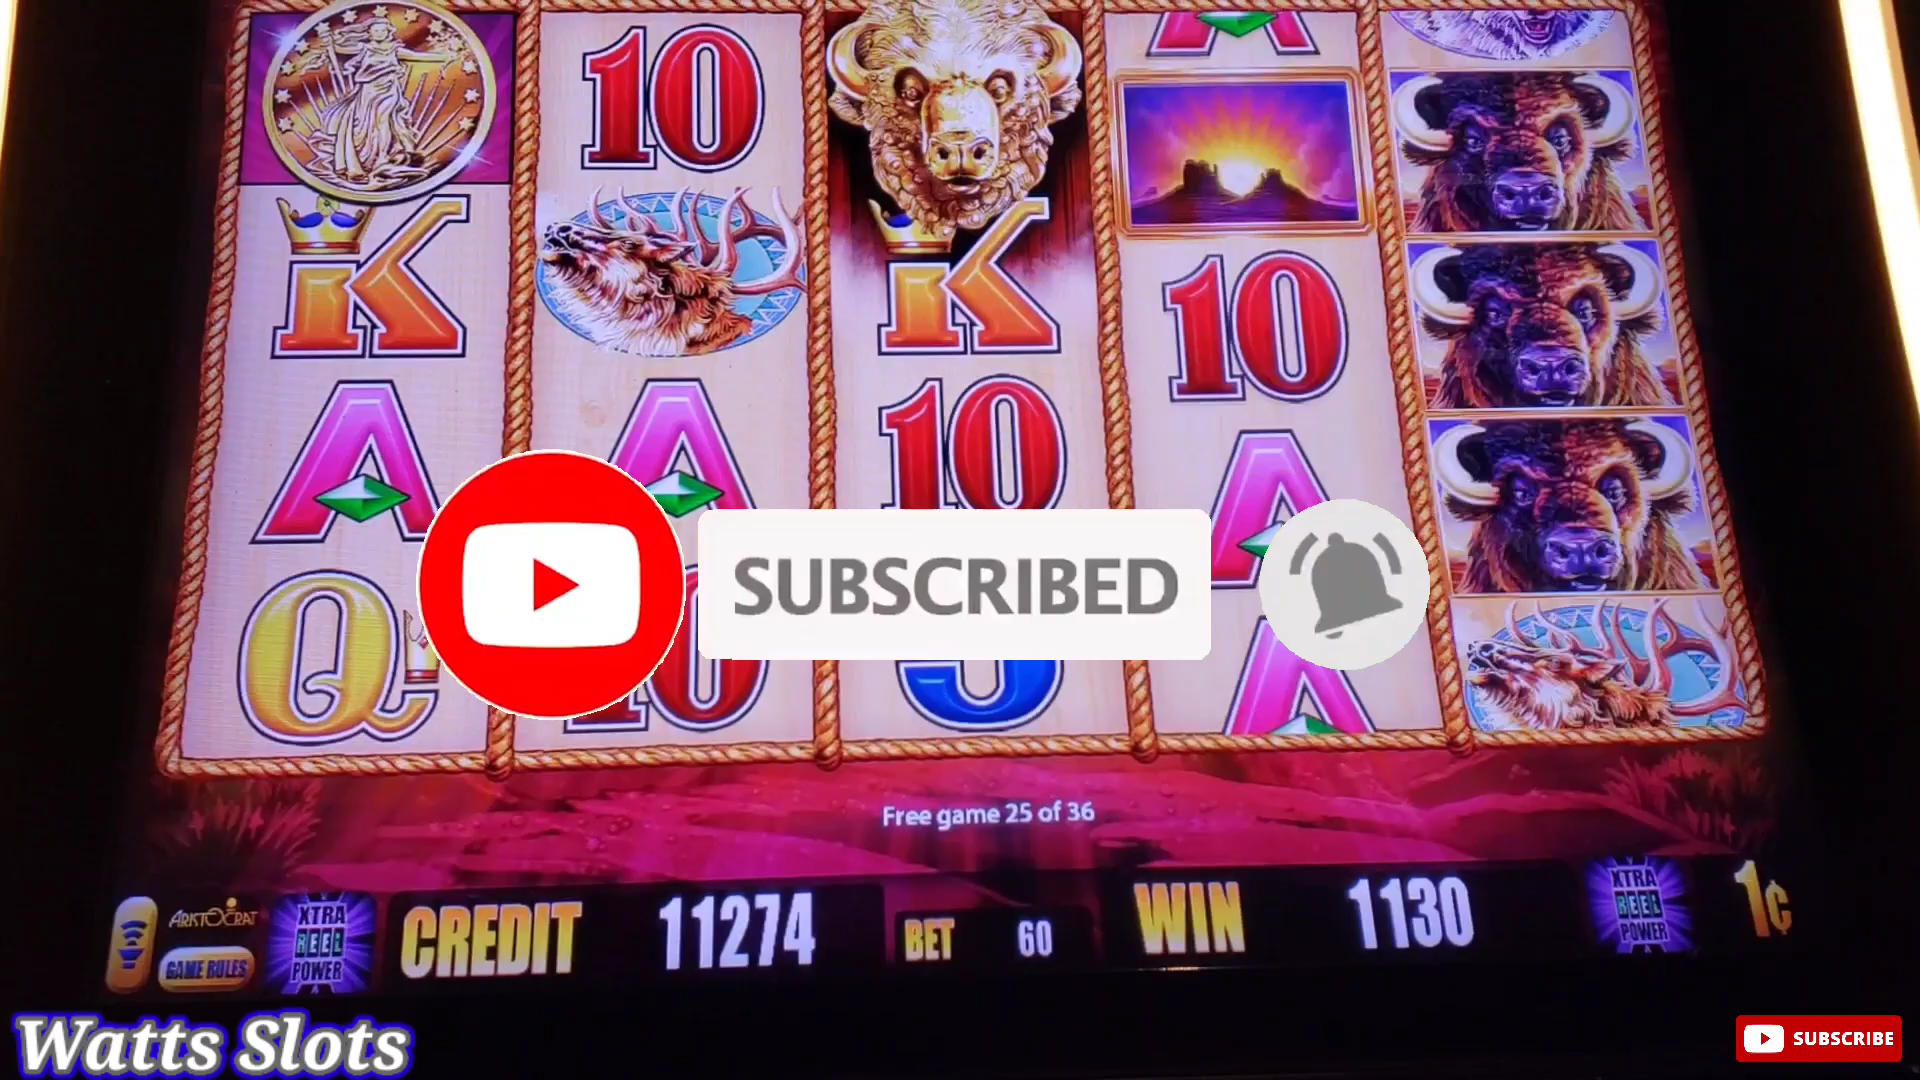 10
K
K
10
A
A
10
A
Q
10
J
A
SUBSCRIBED
Free game 25 of 36
ARISTOCRAT
GAME RULES
XTRA
REEL
POWER
CREDIT 11274
BET 60
WIN 1130
XTRA
REEL
POWER
1¢
Watts Slots
SUBSCRIBE